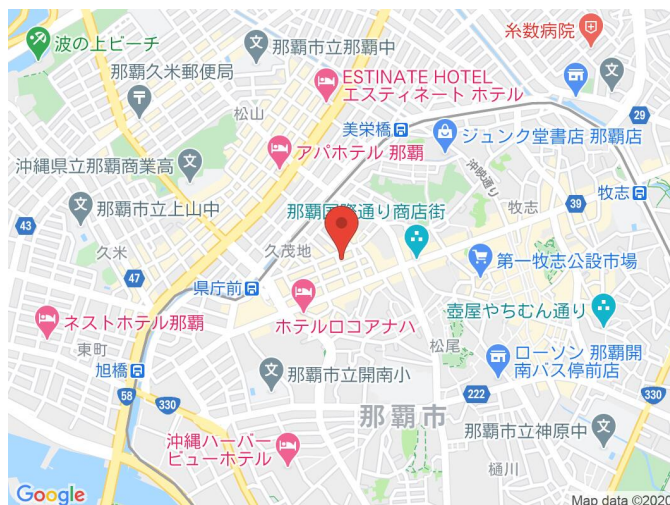 波の上ビーチ
那覇市立那覇中
糸数病院
那覇久米郵便局
ESTINATE HOTEL
エスティネート ホテル
松山
29
美栄橋
ジュンク堂書店 那覇店
アパホテル 那覇
沖縄県立那覇商業高
沖映通り
牧志
那覇市立上山中
那覇国際通り商店街
牧志
39
43
久米
久茂地
第一牧志公設市場
47
県庁前
ホテルロコアナハ
壺屋やちむん通り
ネストホテル那覇
松尾
東町
ローソン 那覇開
南バス停前店
旭橋
那覇市立開南小
58
330
222
330
那覇市
那覇市立神原中
沖縄ハーバー
ビューホテル
樋川
Google
Map data ©2020